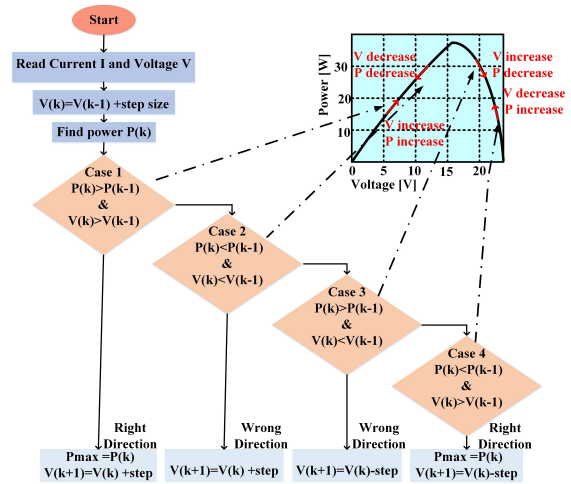 Start
Read Current I and Voltage V
V(k)=V(k-1) +step size
Find power P(k)
Case 1
P(k)>P(k-1)
&
V(k)>V(k-1)
Case 2
P(k)<P(k-1)
&
V(k)<V(k-1)
Case 3
P(k)>P(k-1)
&
V(k)<V(k-1)
Case 4
P(k)<P(k-1)
&
V(k)>V(k-1)
Right
Direction
Pmax =P(k)
V(k+1)=V(k) +step
Wrong
Direction
V(k+1)=V(k) +step
Wrong
Direction
V(k+1)=V(k)-step
Right
Direction
Pmax =P(k)
V(k+1)=V(k)-step
Power [W]
30
20
10
0
5
10
15
20
Voltage [V]
V decrease
P decrease
V increase
P decrease
V decrease
P increase
V increase
P increase